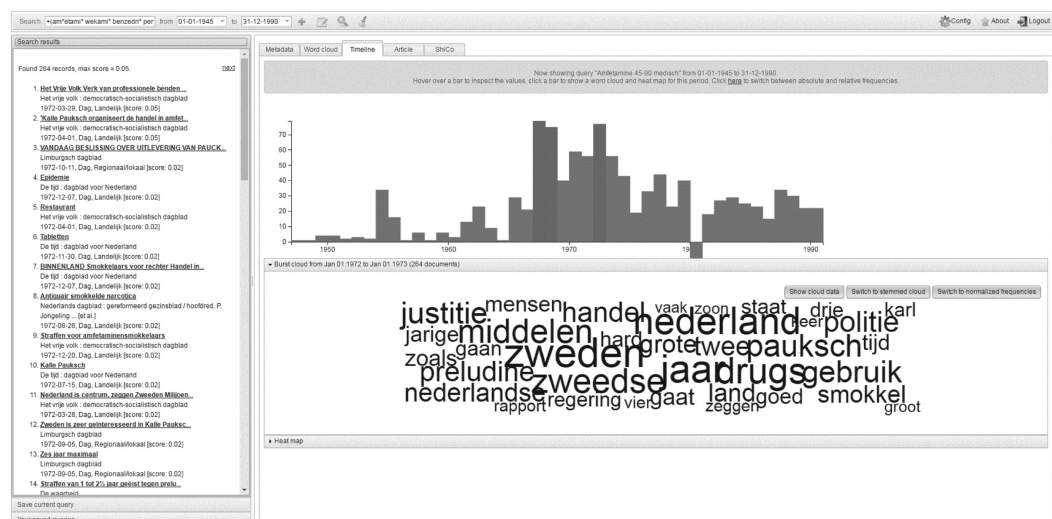 Search +(am*etami* wekami* benzedri* per from 01-01-1945 to 31-12-1990 Config About Logout
Search results
Found 264 records, max score = 0.05. next
1. Het Vrije Volk Verk van professionele benden ...
Het vrije volk : democratisch-socialistisch dagblad
1972-03-29, Dag, Landelijk [score: 0.05]
2. 'Kalle Pauksch organiseert de handel in amfet...
Het vrije volk : democratisch-socialistisch dagblad
1972-04-01, Dag, Landelijk [score: 0.05]
3. VANDAAG BESLISSING OVER UITLEVERING VAN PAUCK...
Limburgsch dagblad
1972-10-11, Dag, Regionaal/lokaal [score: 0.02]
4. Epidemie
De tijd : dagblad voor Nederland
1972-12-07, Dag, Landelijk [score: 0.02]
5. Restaurant
Het vrije volk : democratisch-socialistisch dagblad
1972-04-01, Dag, Landelijk [score: 0.02]
6. Tabletten
De tijd : dagblad voor Nederland
1972-11-30, Dag, Landelijk [score: 0.02]
7. BINNENLAND Smokkelaars voor rechter Handel in...
De tijd : dagblad voor Nederland
1972-12-07, Dag, Landelijk [score: 0.02]
8. Antiquair smokkelde narcotica
Nederlands dagblad : gereformeerd gezinsblad / hoofdred. P.
Jongeling ... [et al.]
1972-08-26, Dag, Landelijk [score: 0.02]
9. Straffen voor amfetaminensmokkelaars
Het vrije volk : democratisch-socialistisch dagblad
1972-12-20, Dag, Landelijk [score: 0.02]
10. Kalle Pauksch
De tijd : dagblad voor Nederland
1972-07-15, Dag, Landelijk [score: 0.02]
11. Nederland is centrum, zeggen Zweeden Miljoen...
Het vrije volk : democratisch-socialistisch dagblad
1972-03-28, Dag, Landelijk [score: 0.02]
12. Zweden is zeer geinteresseerd in Kalle Pauksc...
Limburgsch dagblad
1972-09-05, Dag, Regionaal/lokaal [score: 0.02]
13. Zes jaar maximaal
Limburgsch dagblad
1972-09-05, Dag, Regionaal/lokaal [score: 0.02]
14. Straffen van 1 tot 2½ jaar geëist tegen prelu...
De waarheid
Save current query
Your saved queries
Metadata Word cloud Timeline Article ShiCo
Now showing query "Amfetamine 45-90 medisch" from 01-01-1945 to 31-12-1990.
Hover over a bar to inspect the values, click a bar to show a word cloud and heat map for this period. Click here to switch between absolute and relative frequencies.
70
60
50
40
30
20
10
0
1950 1960 1970 19 1990
Burst cloud from Jan 01 1972 to Jan 01 1973 (264 documents)
Show cloud data Switch to stemmed cloud Switch to normalized frequencies
justitie mensen handel vaak zoon staat drie karl
jarige middelen hard nederland keer politie
zoals gaan zweden grote twee pauksch tijd
preludine zweedse jaar drugs gebruik
nederlandse regering vier gaat land goed smokkel
rapport zeggen groot
Heat map